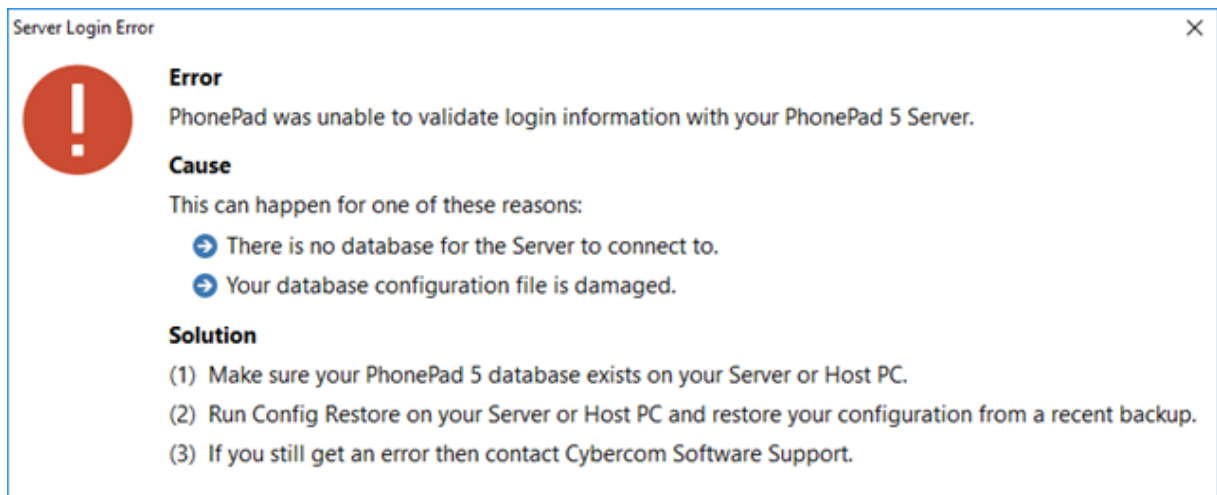 Server Login Error
Error
PhonePad was unable to validate login information with your PhonePad 5 Server.
Cause
This can happen for one of these reasons:
There is no database for the Server to connect to.
Your database configuration file is damaged.
Solution
(1) Make sure your PhonePad 5 database exists on your Server or Host PC.
(2) Run Config Restore on your Server or Host PC and restore your configuration from a recent backup.
(3) If you still get an error then contact Cybercom Software Support.